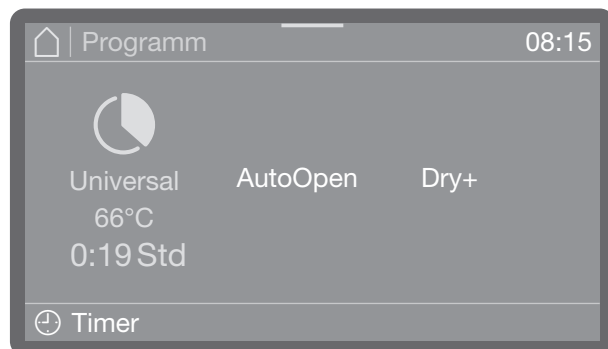 Programm 08:15
Universal AutoOpen Dry+
66°C
0:19 Std
Timer